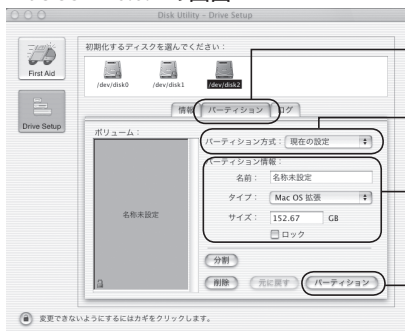 Disk Utility – Drive Setup
First Aid
Drive Setup
初期化するディスクを選んでください：
/dev/disk0
/dev/disk1
/dev/disk2
情報
パーティション
ログ
ボリューム：
名称未設定
パーティション方式：
現在の設定
パーティション情報：
名前：
名称未設定
タイプ：
Mac OS 拡張
サイズ：
152.67
GB
ロック
分割
削除
元に戻す
パーティション
変更できないようにするにはカギをクリックします。